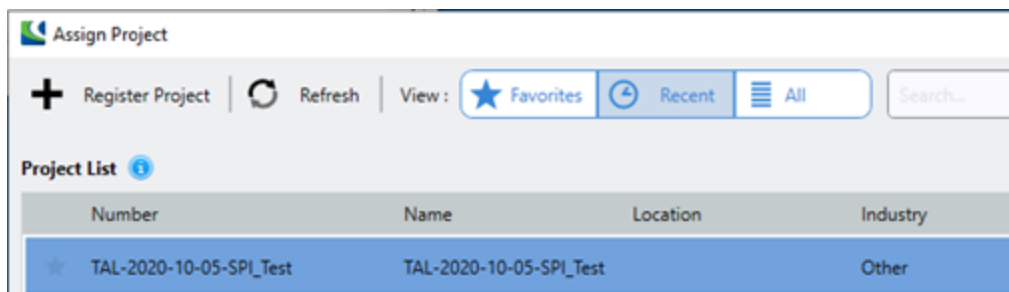 Assign Project
Register Project Refresh View : Favorites Recent All Search...
Project List
Number Name Location Industry
TAL-2020-10-05-SPI_Test TAL-2020-10-05-SPI_Test Other